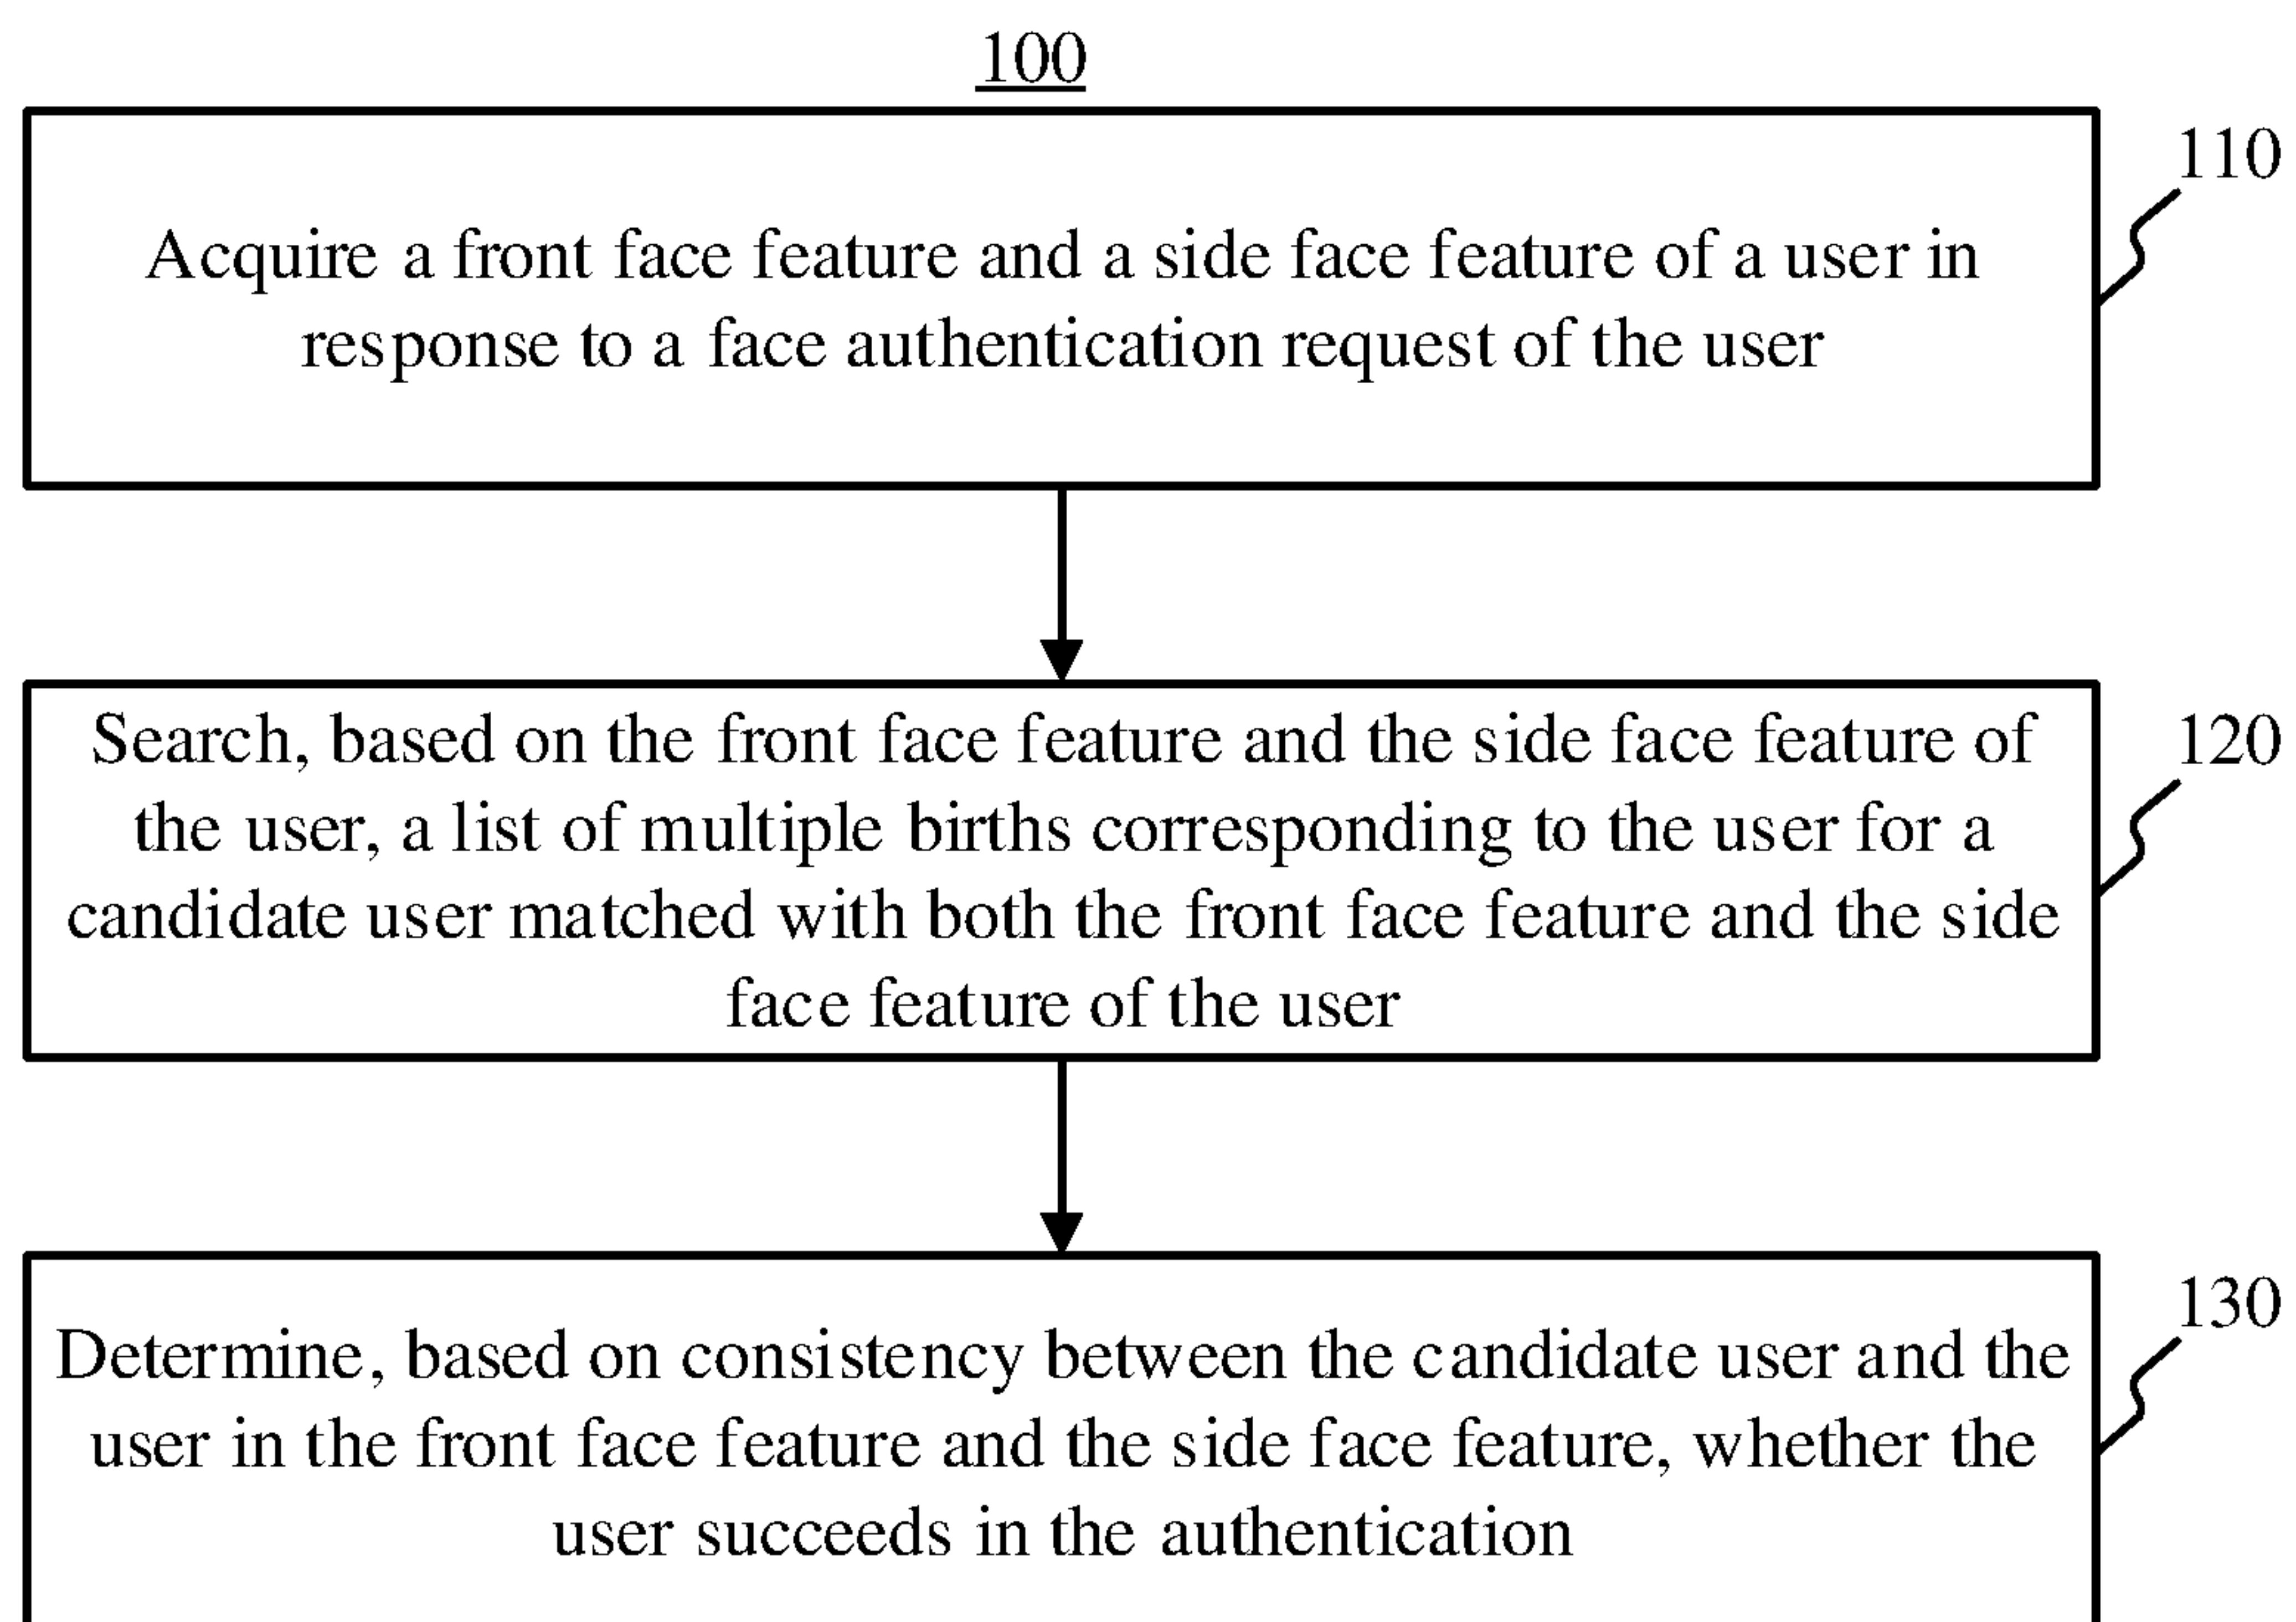 100
110
Acquire a front face feature and a side face feature of a user in
response to a face authentication request of the user
120
Search, based on the front face feature and the side face feature of
the user, a list of multiple births corresponding to the user for a
candidate user matched with both the front face feature and the side
face feature of the user
130
Determine, based on consistency between the candidate user and the
user in the front face feature and the side face feature, whether the
user succeeds in the authentication